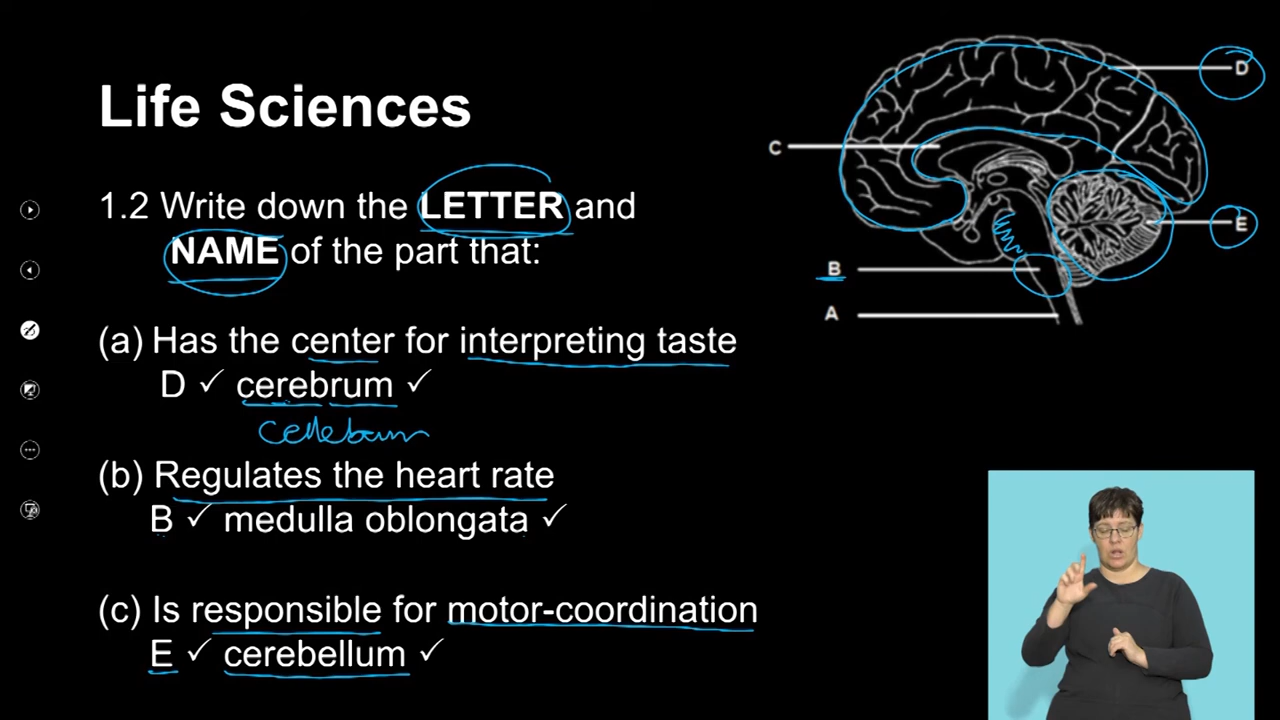 Life Sciences
1.2 Write down the LETTER and
NAME of the part that:
(a) Has the center for interpreting taste
D ✓ cerebrum ✓
(b) Regulates the heart rate
B ✓ medulla oblongata ✓
(c) Is responsible for motor-coordination
E ✓ cerebellum ✓
D
C
E
B
A